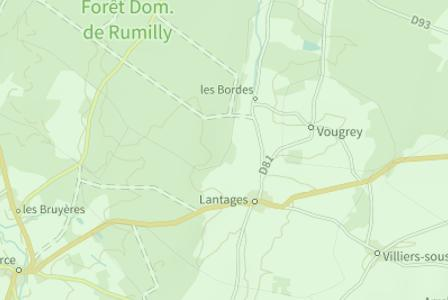 Forêt Dom.
de Rumilly
D93
les Bordes
Vougrey
D81
Lantages
les Bruyères
Villiers-sous
rce